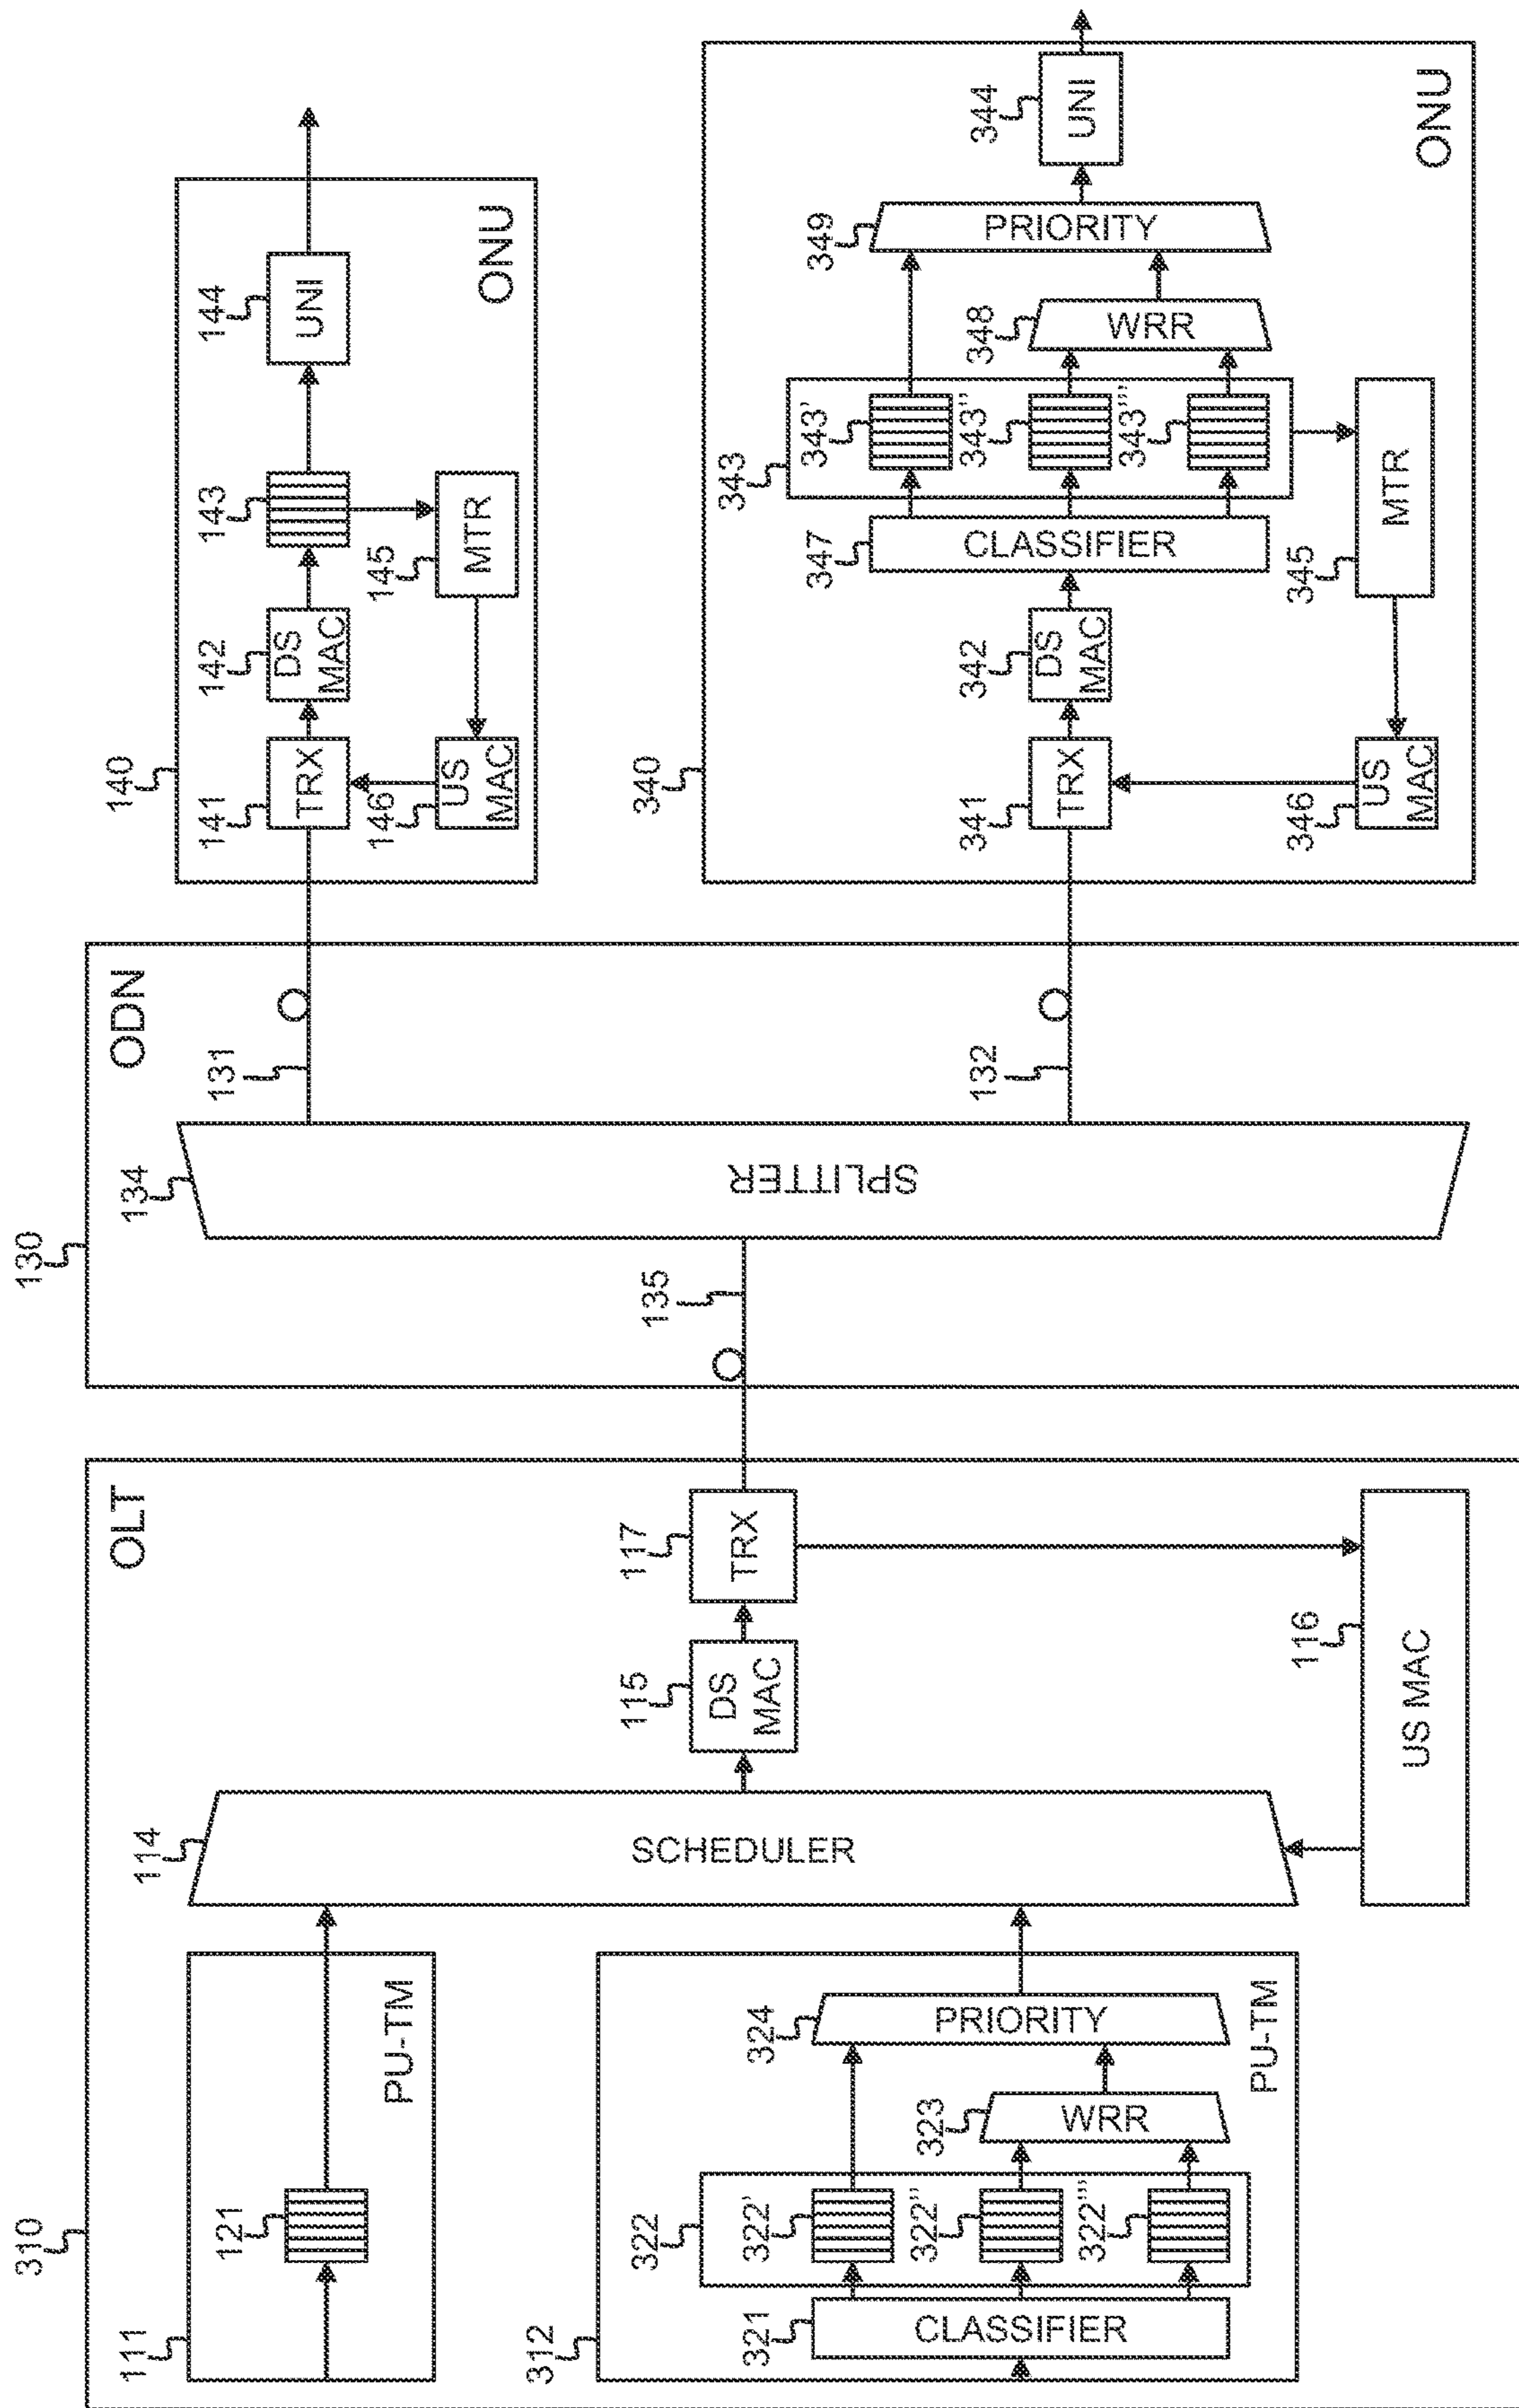 310
OLT
111
121
PU-TM
312
321
CLASSIFIER
322
322'
322''
322'''
323
WRR
324
PRIORITY
PU-TM
114
SCHEDULER
115
DS
MAC
117
TRX
116
US MAC
130
ODN
135
134
SPLITTER
131
132
140
141
TRX
142
DS
MAC
143
144
UNI
145
MTR
146
US
MAC
ONU
340
341
TRX
342
DS
MAC
347
CLASSIFIER
343
343'
343''
343'''
348
WRR
349
PRIORITY
344
UNI
345
MTR
346
US
MAC
ONU